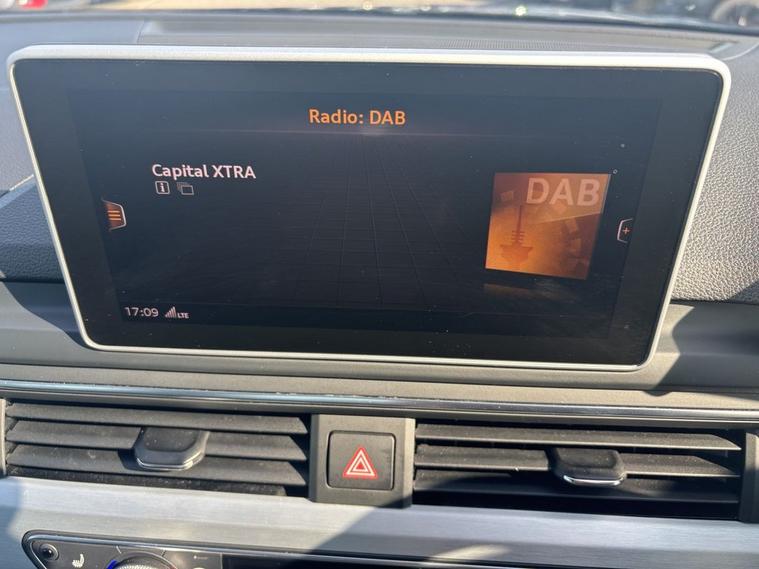 Radio: DAB
Capital XTRA
DAB
17:09 LTE